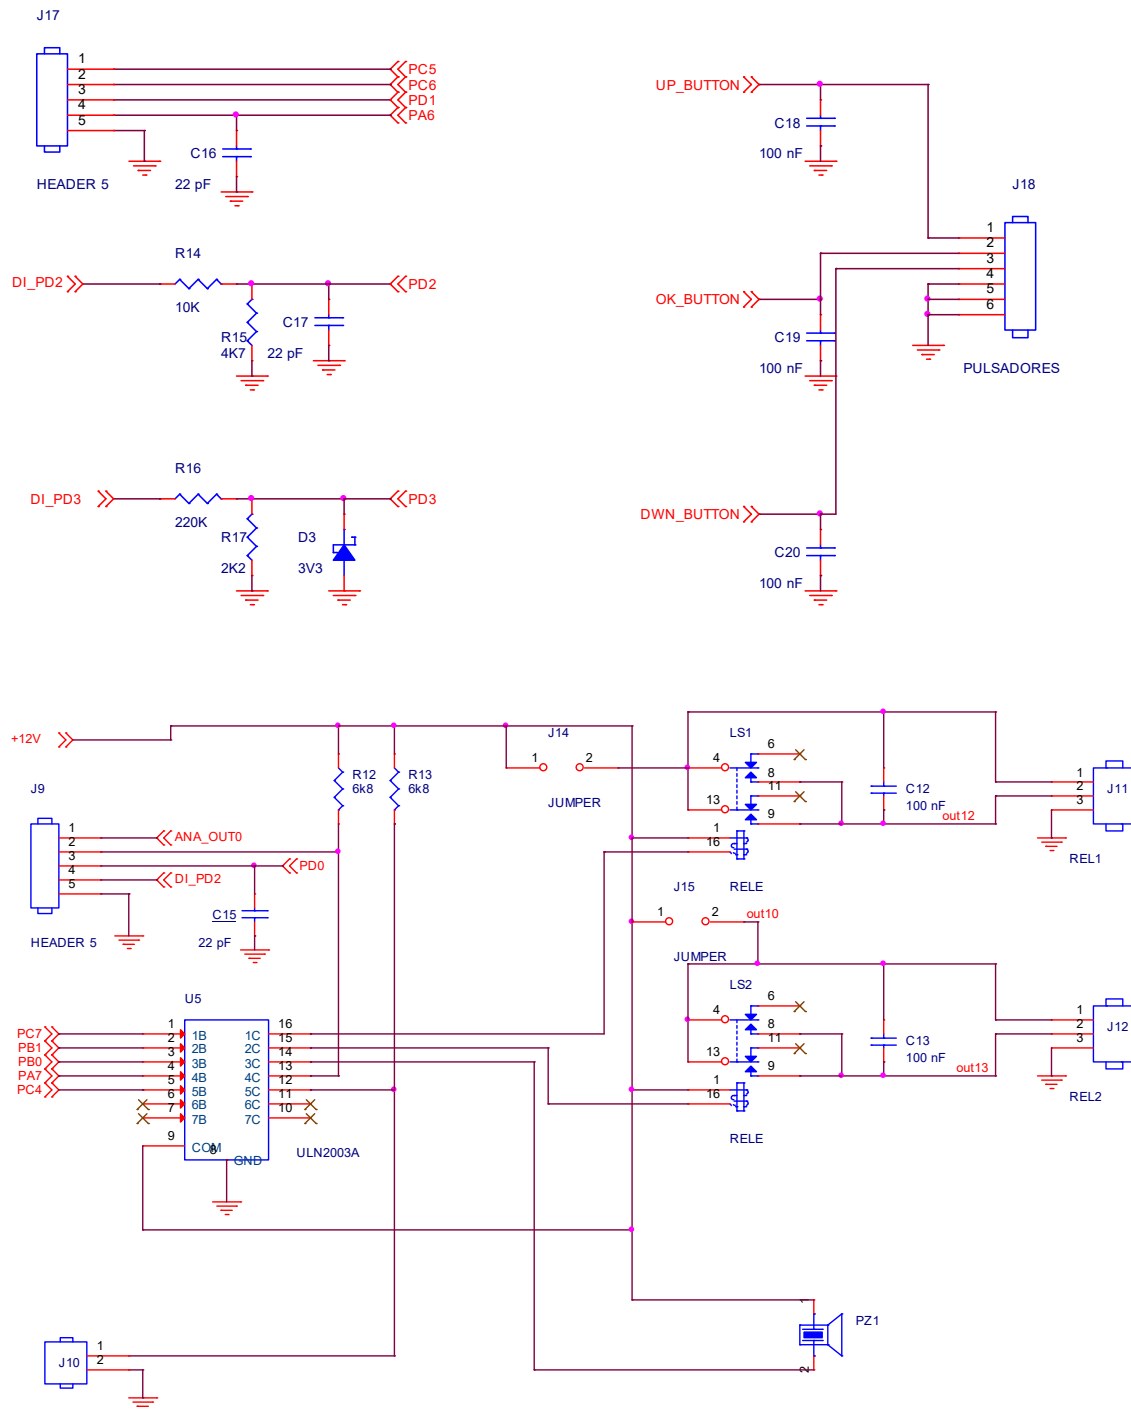 J17
1
2
3
4
5
PC5
PC6
PD1
PA6
C16
22 pF
HEADER 5
UP_BUTTON
C18
100 nF
J18
1
2
3
4
5
6
PULSADORES
OK_BUTTON
C19
100 nF
DWN_BUTTON
C20
100 nF
R14
DI_PD2
10K
R15
4K7
C17
22 pF
PD2
R16
DI_PD3
220K
R17
2K2
D3
3V3
PD3
+12V
J9
1
2
3
4
5
ANA_OUT0
PD0
DI_PD2
C15
22 pF
HEADER 5
R12
6k8
R13
6k8
J14
1
2
JUMPER
LS1
4
6
8
11
13
9
1
16
RELE
C12
100 nF
out12
1
2
3
J11
REL1
J15
1
2
out10
JUMPER
LS2
4
6
8
11
13
9
1
16
RELE
C13
100 nF
out13
1
2
3
J12
REL2
U5
PC7
PB1
PB0
PA7
PC4
1
2
3
4
5
6
7
9
1B
2B
3B
4B
5B
6B
7B
COM
8
GND
1C
2C
3C
4C
5C
6C
7C
16
15
14
13
12
11
10
ULN2003A
J10
1
2
1
PZ1
2